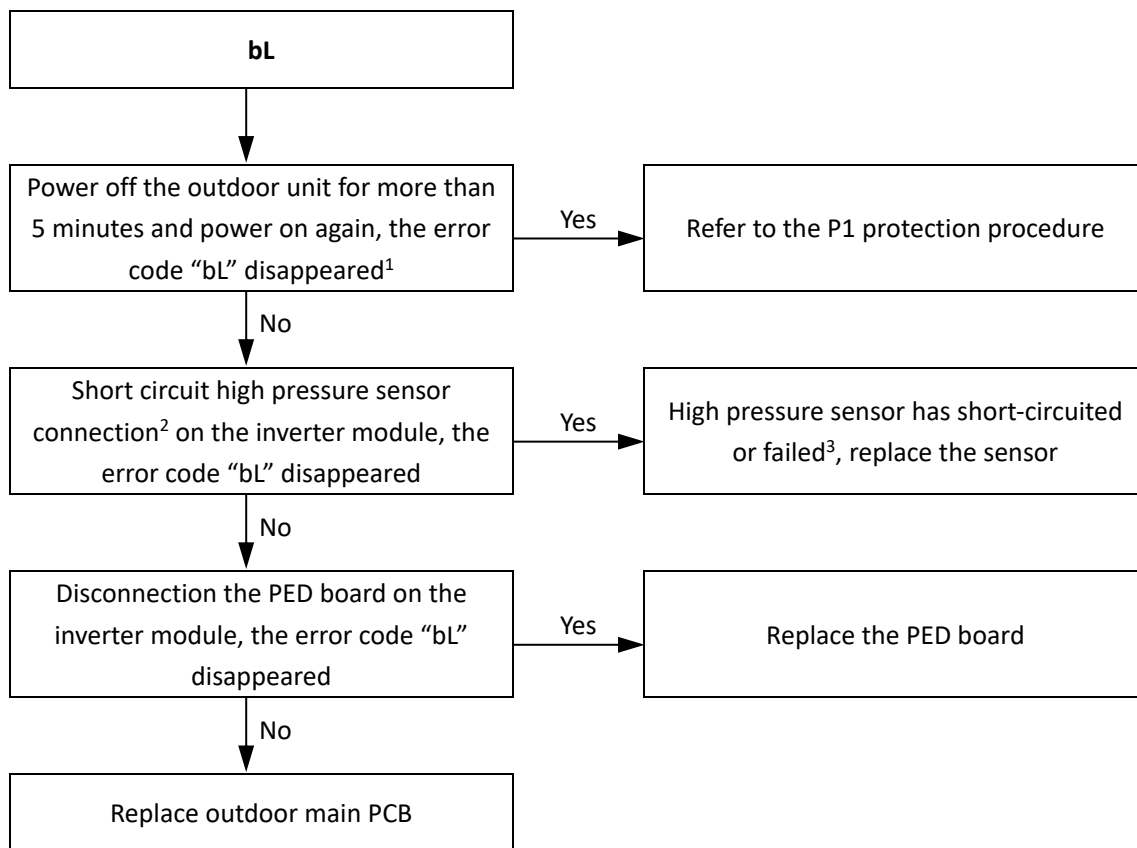 bL
Power off the outdoor unit for more than
5 minutes and power on again, the error
code “bL” disappeared¹
Yes
Refer to the P1 protection procedure
No
Short circuit high pressure sensor
connection² on the inverter module, the
error code “bL” disappeared
Yes
High pressure sensor has short-circuited
or failed³, replace the sensor
No
Disconnection the PED board on the
inverter module, the error code “bL”
disappeared
Yes
Replace the PED board
No
Replace outdoor main PCB